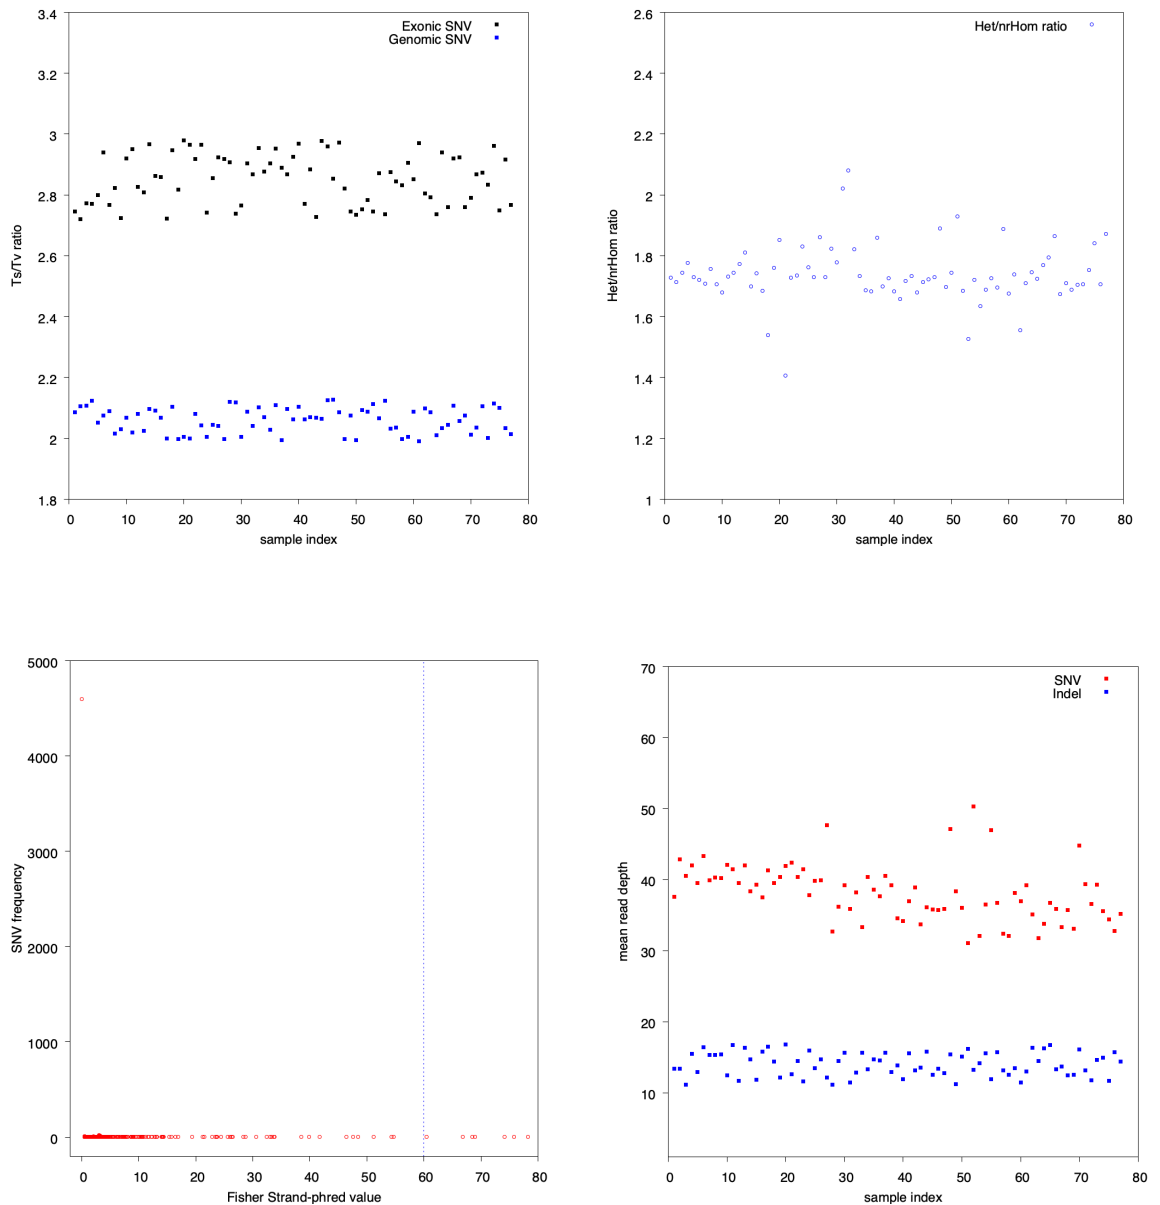 3.4
3.2
3
2.8
2.6
2.4
2.2
2
1.8
Ts/Tv ratio
Exonic SNV
Genomic SNV
0 10 20 30 40 50 60 70 80
sample index
2.6
2.4
2.2
2
1.8
1.6
1.4
1.2
1
Het/nrHom ratio
Het/nrHom ratio
0 10 20 30 40 50 60 70 80
sample index
5000
4000
3000
2000
1000
0
SNV frequency
0 10 20 30 40 50 60 70 80
Fisher Strand-phred value
70
60
50
40
30
20
10
mean read depth
SNV
Indel
0 10 20 30 40 50 60 70 80
sample index